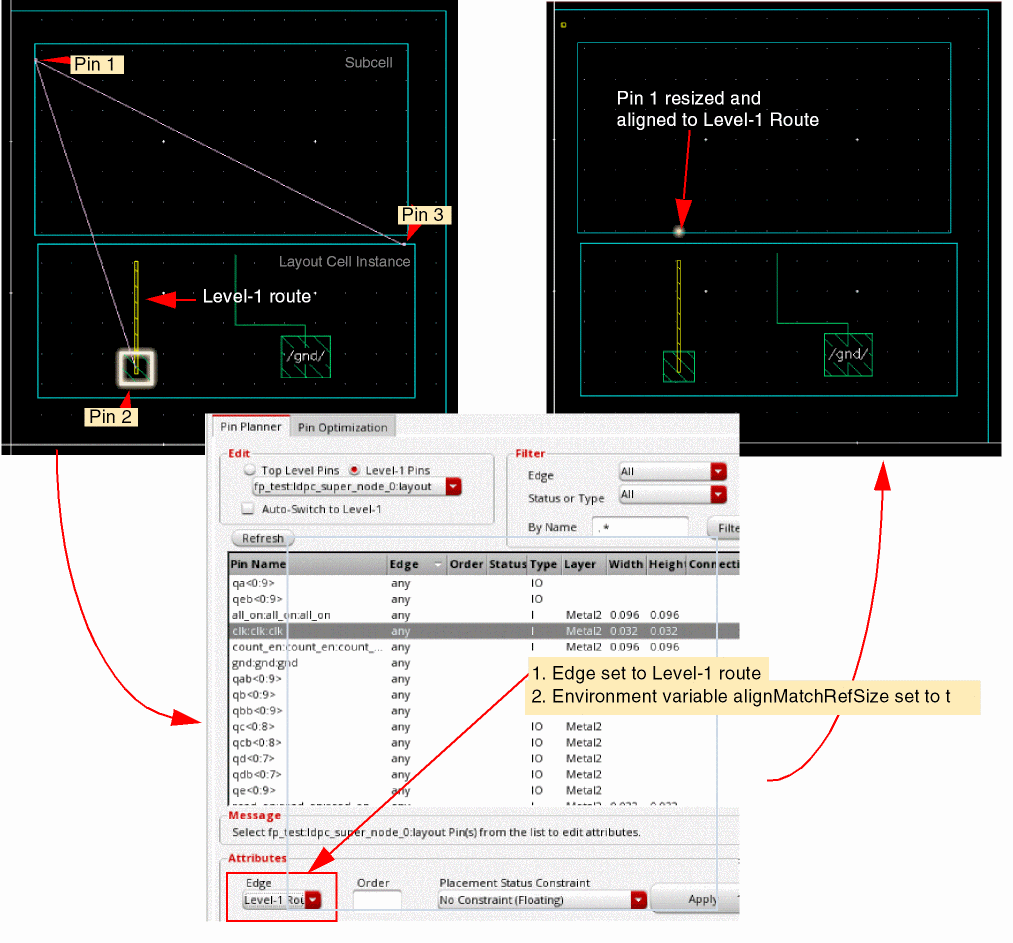 Pin 1
Subcell
Pin 3
Layout Cell Instance
Level-1 route
/gnd/
Pin 2
Pin 1 resized and
aligned to Level-1 Route
/gnd/
Pin Planner
Pin Optimization
Edit
Top Level Pins
Level-1 Pins
fp_test:ldpc_super_node_0:layout
Auto-Switch to Level-1
Filter
Edge
All
Status or Type
All
By Name
.*
Filte
Refresh
Pin Name Edge Order Status Type Layer Width Height Connecti
qa<0:9> any IO
qeb<0:9> any IO
all_on:all_on:all_on any I Metal2 0.096 0.096
clk:clk:clk any I Metal2 0.032 0.032
count_en:count_en:count_... any I Metal2 0.096 0.096
gnd:gnd:gnd any
qab<0:9> any
qb<0:9> any
qbb<0:9> any
qc<0:8> any IO Metal2
qcb<0:8> any IO Metal2
qd<0:7> any IO Metal2
qdb<0:7> any IO Metal2
qe<0:9> any IO Metal2
1. Edge set to Level-1 route
2. Environment variable alignMatchRefSize set to t
Message
Select fp_test:ldpc_super_node_0:layout Pin(s) from the list to edit attributes.
Attributes
Edge
Order
Placement Status Constraint
Level-1 Rou
No Constraint (Floating)
Apply